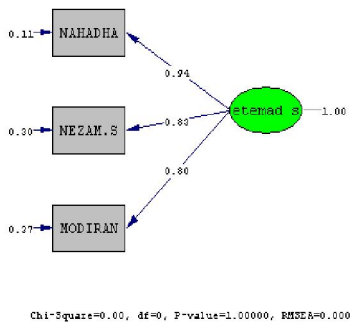 0.11
NAHADHA
0.94
etemad s
1.00
0.30
NEZAM.S
0.83
0.80
0.37
MODIRAN
Chi-Square=0.00, df=0, P-value=1.00000, RMSEA=0.000